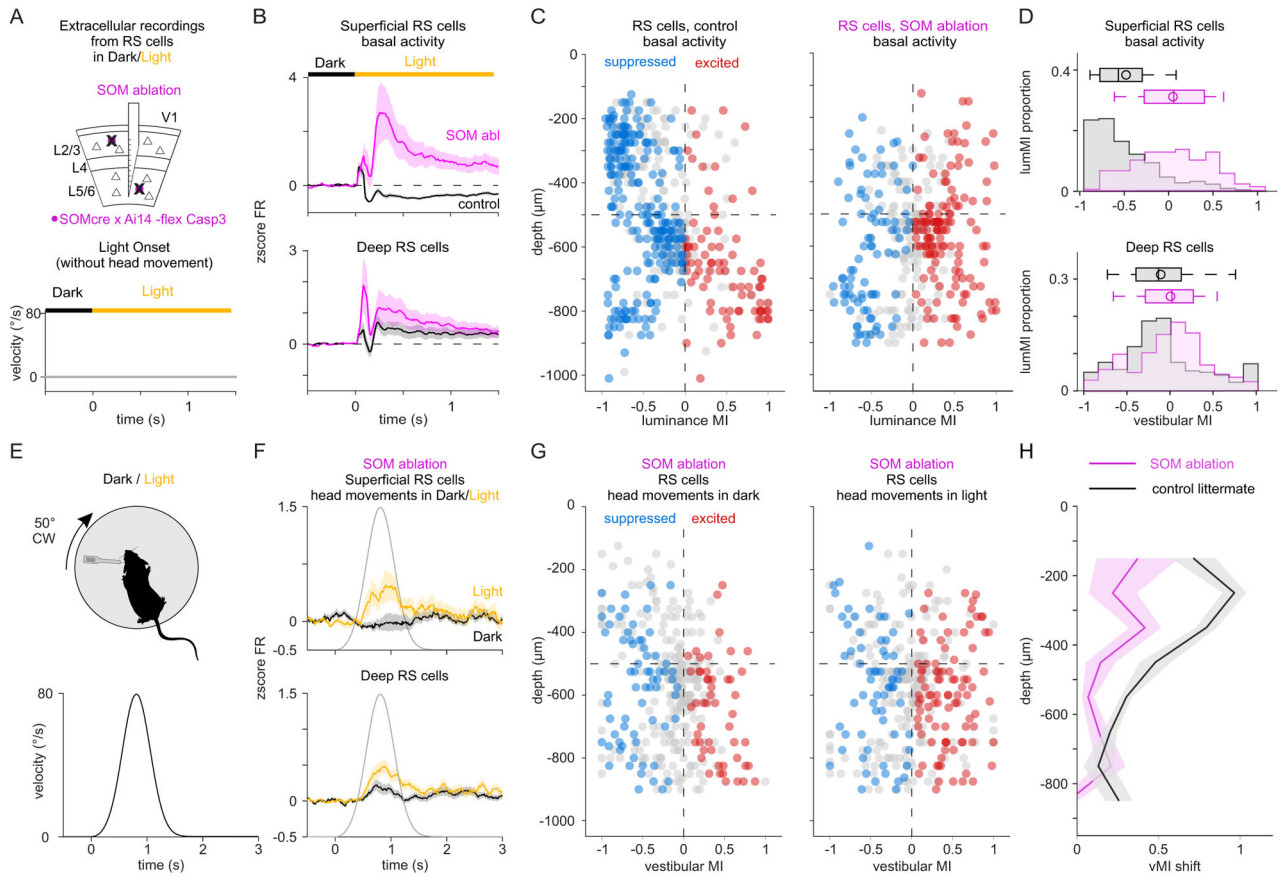 A
Extracellular recordings
from RS cells
in Dark/Light
SOM ablation
V1
L2/3
L4
L5/6
SOMcre x Ai14 -flex Casp3
Light Onset
(without head movement)
Dark
Light
80
0
velocity (°/s)
0
1
time (s)
B
Superficial RS cells
basal activity
Dark
Light
4
0
SOM abl
control
zscore FR
Deep RS cells
3
0
0
1
time (s)
C
RS cells, control
basal activity
suppressed
excited
0
-200
-400
-600
-800
-1000
depth (µm)
-1
-0.5
0
0.5
1
luminance MI
RS cells, SOM ablation
basal activity
-1
-0.5
0
0.5
1
luminance MI
D
Superficial RS cells
basal activity
0.4
lumMI proportion
-1
-0.5
0
0.5
1
Deep RS cells
0.3
lumMI proportion
-1
-0.5
0
0.5
1
vestibular MI
E
Dark / Light
50°
CW
80
0
velocity (°/s)
0
1
2
3
time (s)
F
SOM ablation
Superficial RS cells
head movements in Dark/Light
1.5
0
-0.5
Light
Dark
zscore FR
Deep RS cells
1.5
0
-0.5
0
1
2
3
time (s)
G
SOM ablation
RS cells
head movements in dark
suppressed
excited
0
-200
-400
-600
-800
-1000
depth (µm)
-1
-0.5
0
0.5
1
vestibular MI
SOM ablation
RS cells
head movements in light
-1
-0.5
0
0.5
1
vestibular MI
H
SOM ablation
control littermate
0
-200
-400
-600
-800
depth (µm)
0
0.5
1
vMI shift